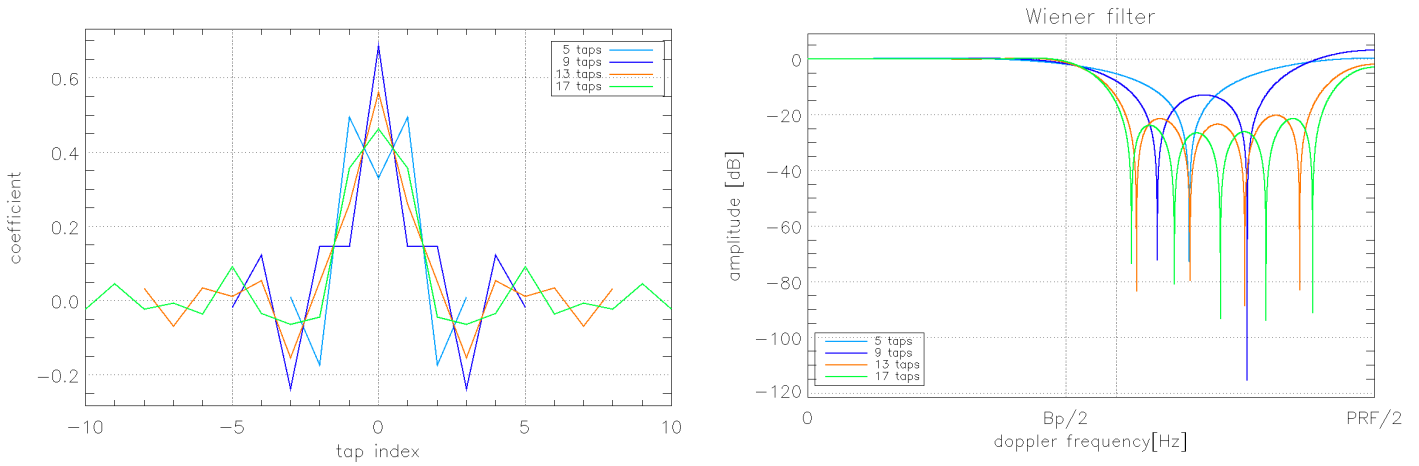 5 taps
9 taps
13 taps
17 taps
0.6
0.4
0.2
0.0
−0.2
coefficient
−10
−5
0
5
10
tap index
Wiener filter
0
−20
−40
−60
−80
−100
−120
amplitude [dB]
5 taps
9 taps
13 taps
17 taps
0
Bp/2
PRF/2
doppler frequency[Hz]